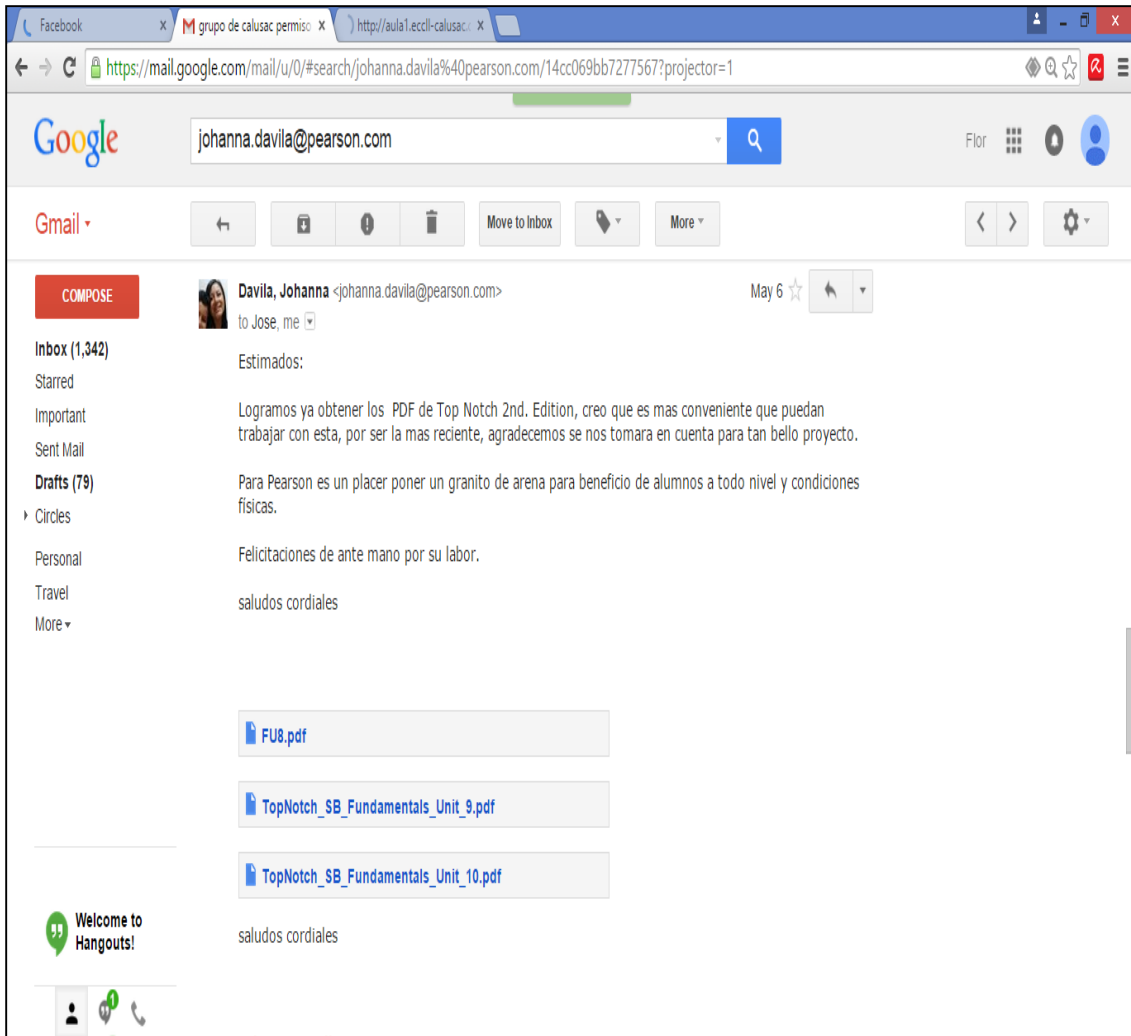 Facebook
grupo de calusac permiso
http://aula1.eccll-calusac.
https://mail.google.com/mail/u/0/#search/johanna.davila%40pearson.com/14cc069bb7277567?projector=1
Google
johanna.davila@pearson.com
Flor
Gmail
Move to Inbox
More
COMPOSE
Inbox (1,342)
Starred
Important
Sent Mail
Drafts (79)
Circles
Personal
Travel
More
Davila, Johanna <johanna.davila@pearson.com>
May 6
to Jose, me
Estimados:
Logramos ya obtener los PDF de Top Notch 2nd. Edition, creo que es mas conveniente que puedan
trabajar con esta, por ser la mas reciente, agradecemos se nos tomara en cuenta para tan bello proyecto.
Para Pearson es un placer poner un granito de arena para beneficio de alumnos a todo nivel y condiciones
físicas.
Felicitaciones de ante mano por su labor.
saludos cordiales
FU8.pdf
TopNotch_SB_Fundamentals_Unit_9.pdf
TopNotch_SB_Fundamentals_Unit_10.pdf
saludos cordiales
Welcome to
Hangouts!
1